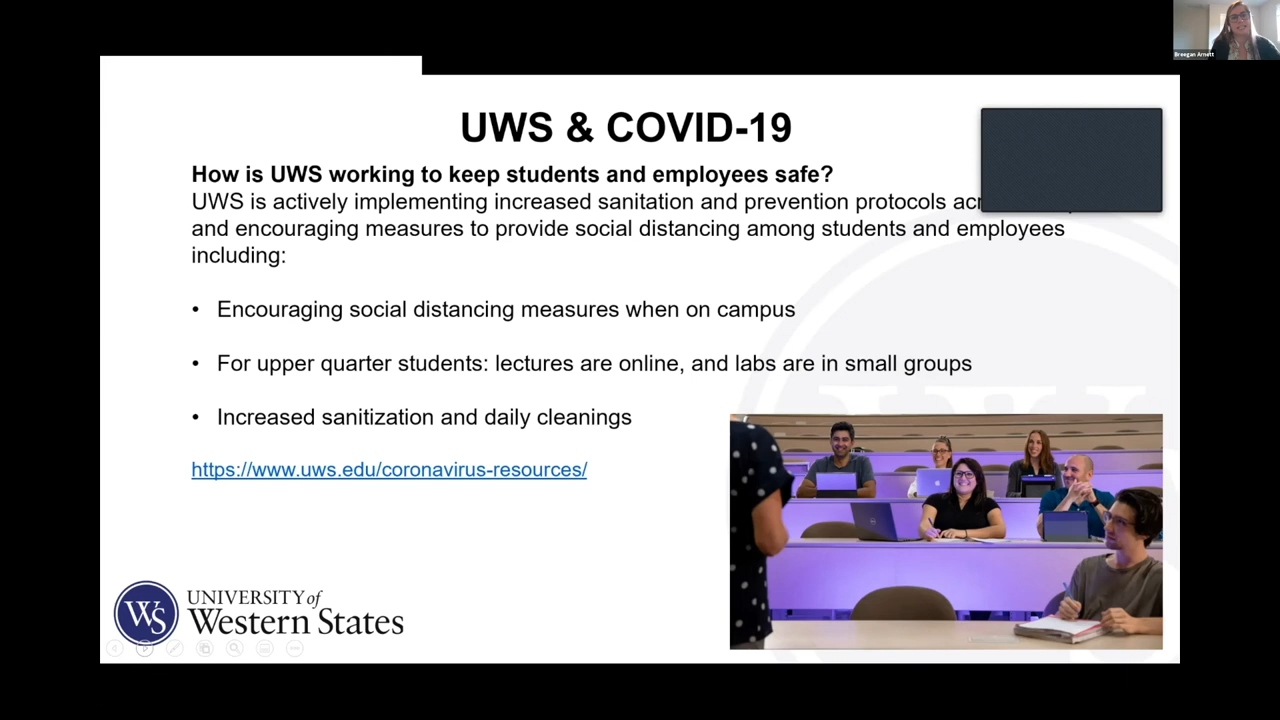 Breegan Arnett
UWS & COVID-19
How is UWS working to keep students and employees safe?
UWS is actively implementing increased sanitation and prevention protocols
and encouraging measures to provide social distancing among students and employees
including:
• Encouraging social distancing measures when on campus
• For upper quarter students: lectures are online, and labs are in small groups
• Increased sanitization and daily cleanings
https://www.uws.edu/coronavirus-resources/
WS
UNIVERSITY of
Western States